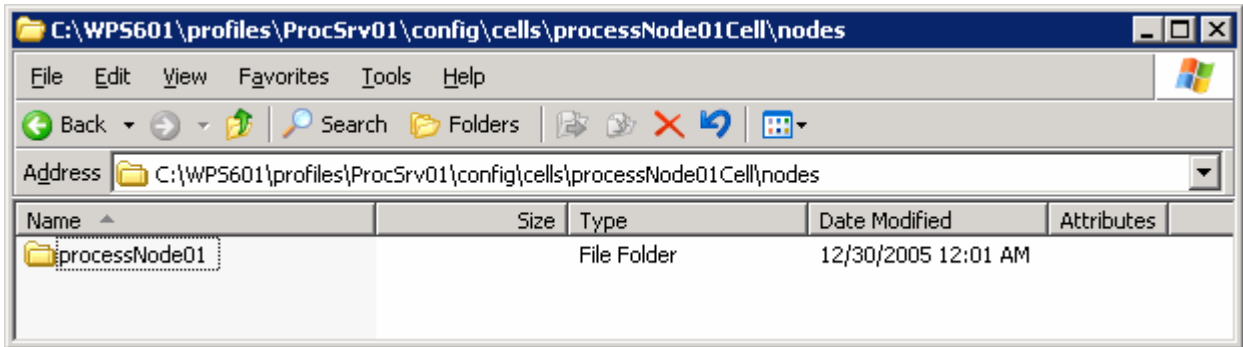 C:\WPS601\profiles\ProcSrv01\config\cells\processNode01Cell\nodes
File Edit View Favorites Tools Help
Back Search Folders
Address C:\WPS601\profiles\ProcSrv01\config\cells\processNode01Cell\nodes
Name Size Type Date Modified Attributes
processNode01 File Folder 12/30/2005 12:01 AM